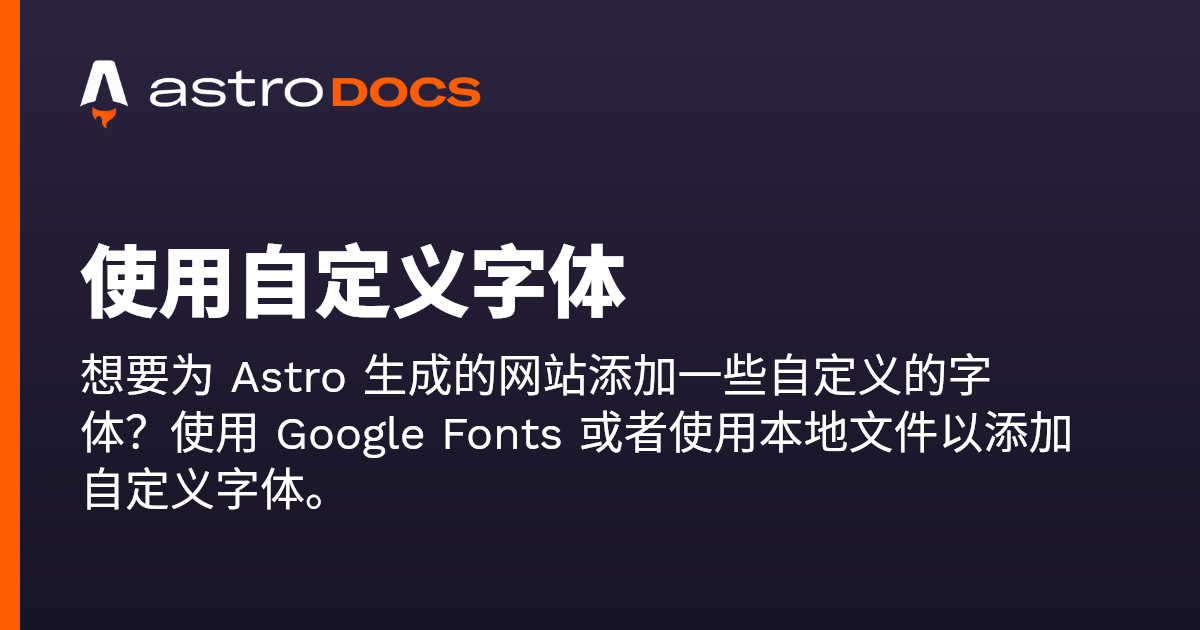 astro DOCS
使用自定义字体
想要为 Astro 生成的网站添加一些自定义的字
体？使用 Google Fonts 或者使用本地文件以添加
自定义字体。